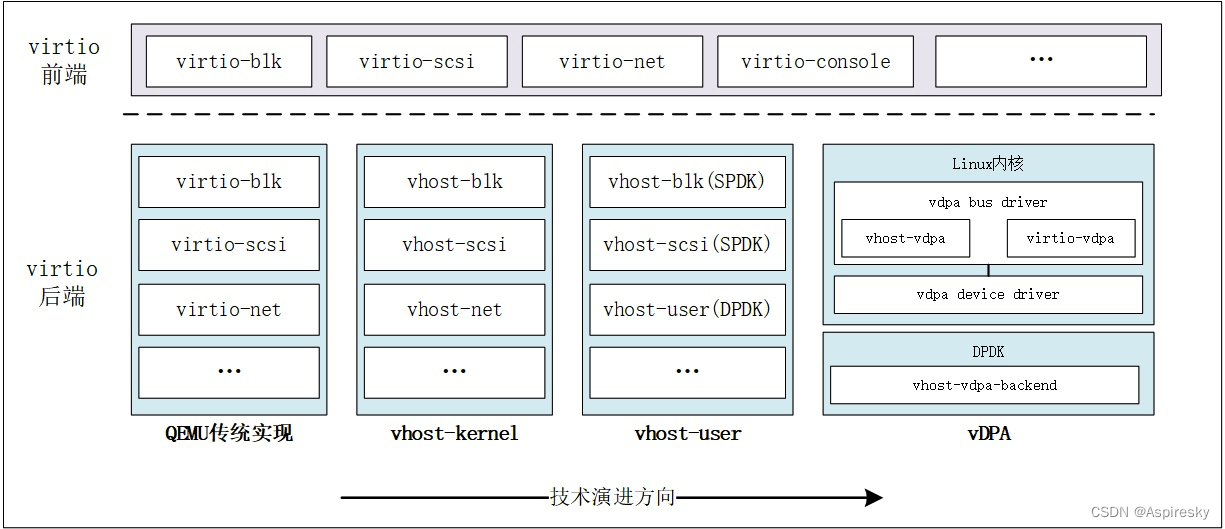 virtio
前端
virtio-blk
virtio-scsi
virtio-net
virtio-console
...
virtio
后端
virtio-blk
virtio-scsi
virtio-net
...
QEMU传统实现
vhost-blk
vhost-scsi
vhost-net
...
vhost-kernel
vhost-blk(SPDK)
vhost-scsi(SPDK)
vhost-user(DPDK)
...
vhost-user
Linux内核
vdpa bus driver
vhost-vdpa
virtio-vdpa
vdpa device driver
DPDK
vhost-vdpa-backend
vDPA
技术演进方向
CSDN @Aspiresky